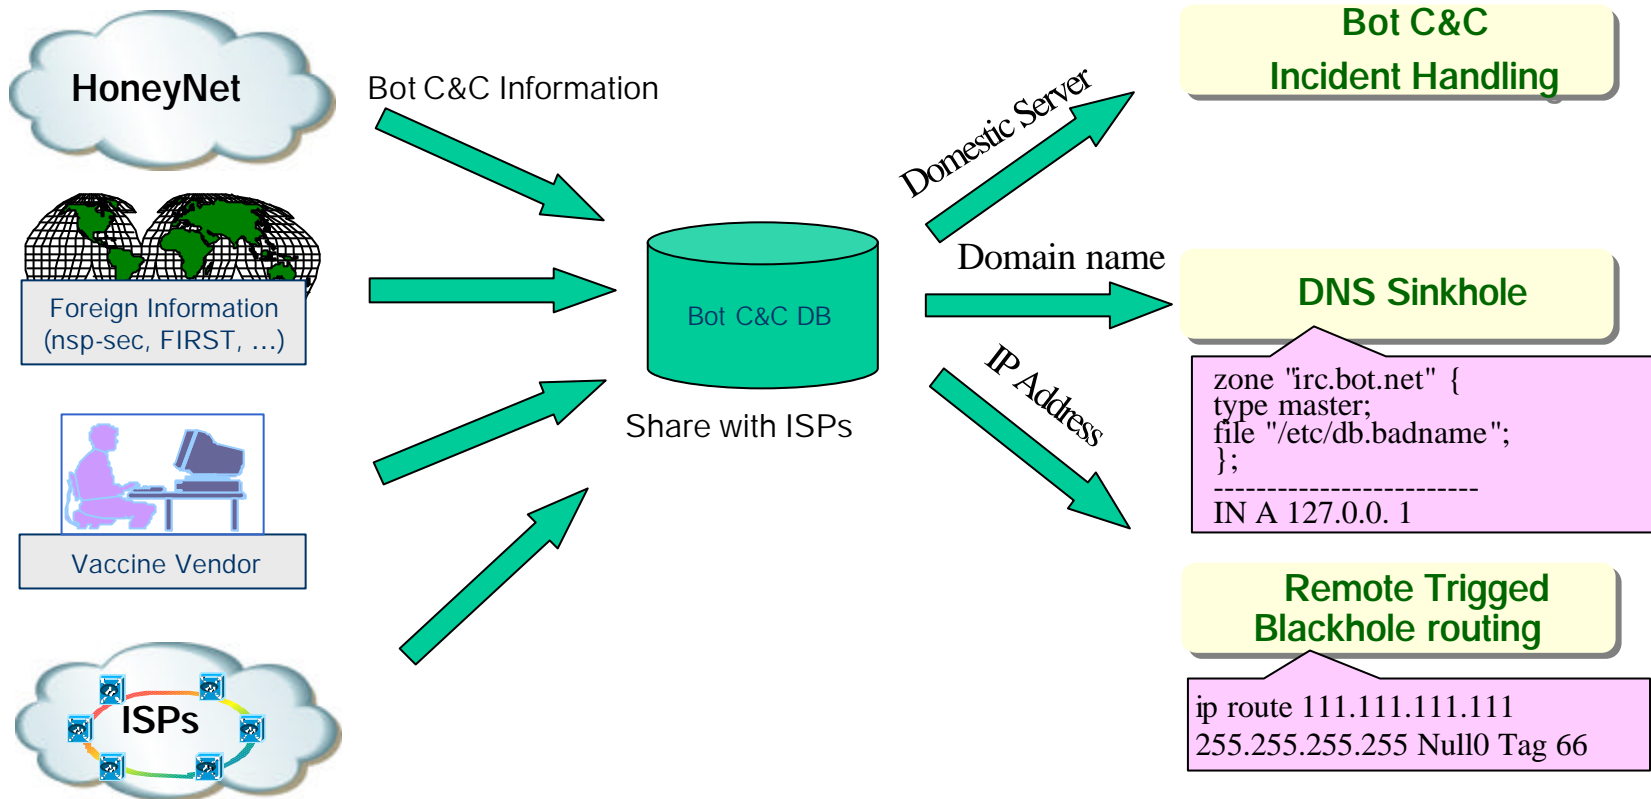 HoneyNet
Bot C&C Information
Foreign Information
(nsp-sec, FIRST, ...)
Vaccine Vendor
ISPs
Bot C&C DB
Share with ISPs
Domestic Server
Domain name
IP Address
Bot C&C
Incident Handling
DNS Sinkhole
zone "irc.bot.net" {
type master;
file "/etc/db.badname";
};
-------------------------
IN A 127.0.0. 1
Remote Trigged
Blackhole routing
ip route 111.111.111.111
255.255.255.255 Null0 Tag 66